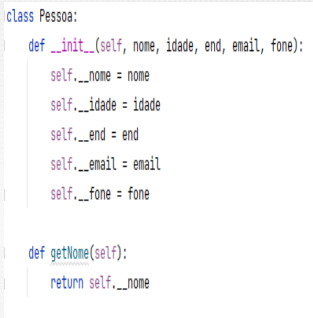 class Pessoa:
def __init__(self, nome, idade, end, email, fone):
self.__nome = nome
self.__idade = idade
self.__end = end
self.__email = email
self.__fone = fone
def getNome(self):
return self.__nome